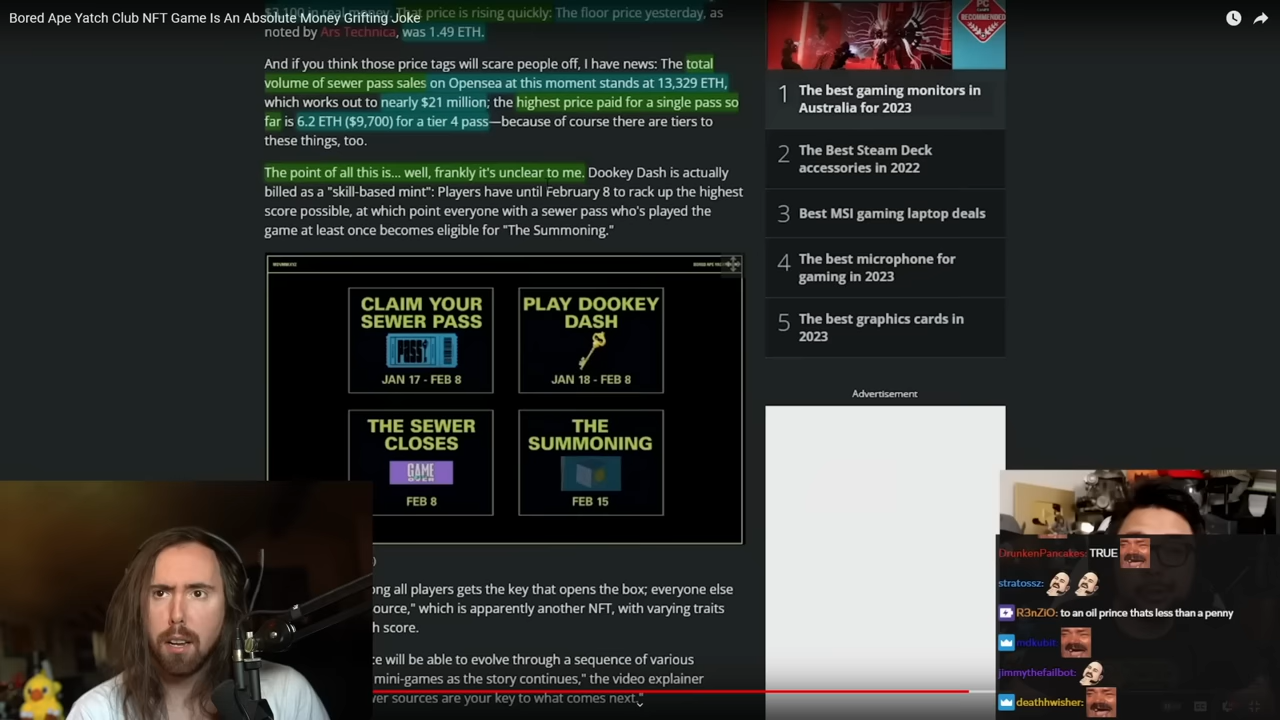 Bored Ape Yatch Club NFT Game Is An Absolute Money Grifting Joke
$3,100 in real money. That price is rising quickly: The floor price yesterday, as
noted by Ars Technica, was 1.49 ETH.
And if you think those price tags will scare people off, I have news: The total
volume of sewer pass sales on Opensea at this moment stands at 13,329 ETH,
which works out to nearly $21 million; the highest price paid for a single pass so
far is 6.2 ETH ($9,700) for a tier 4 pass—because of course there are tiers to
these things, too.
The point of all this is... well, frankly it's unclear to me. Dookey Dash is actually
billed as a "skill-based mint": Players have until February 8 to rack up the highest
score possible, at which point everyone with a sewer pass who's played the
game at least once becomes eligible for "The Summoning."
CLAIM YOUR
SEWER PASS
PASS
JAN 17 - FEB 8
PLAY DOOKEY
DASH
JAN 18 - FEB 8
THE SEWER
CLOSES
GAME
OVER
FEB 8
THE
SUMMONING
FEB 15
)
ong all players gets the key that opens the box; everyone else
ource," which is apparently another NFT, with varying traits
h score.
ce will be able to evolve through a sequence of various
mini-games as the story continues," the video explainer
er sources are your key to what comes next."
PC
RECOMMENDED
1 The best gaming monitors in
Australia for 2023
2 The Best Steam Deck
accessories in 2022
3 Best MSI gaming laptop deals
4 The best microphone for
gaming in 2023
5 The best graphics cards in
2023
Advertisement
DrunkenPancakes: TRUE
stratossz:
R3nZiO: to an oil prince thats less than a penny
mdkubit:
jimmythefailbot:
deathhwisher: